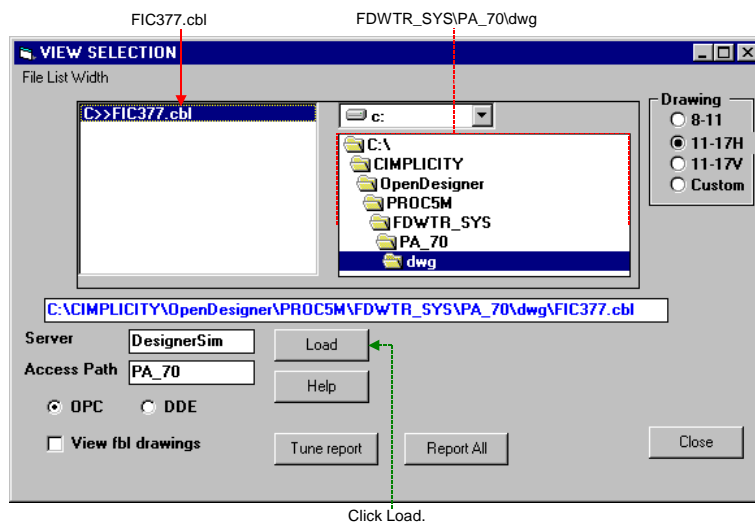 FIC377.cbl
FDWTR_SYS\PA_70\dwg
VIEW SELECTION
File List Width
C>>FIC377.cbl
c:
C:\
CIMPLICITY
OpenDesigner
PROC5M
FDWTR_SYS
PA_70
dwg
Drawing
8-11
11-17H
11-17V
Custom
C:\CIMPLICITY\OpenDesigner\PROC5M\FDWTR_SYS\PA_70\dwg\FIC377.cbl
Server DesignerSim
Load
Access Path PA_70
Help
OPC DDE
View fbl drawings
Tune report
Report All
Close
Click Load.